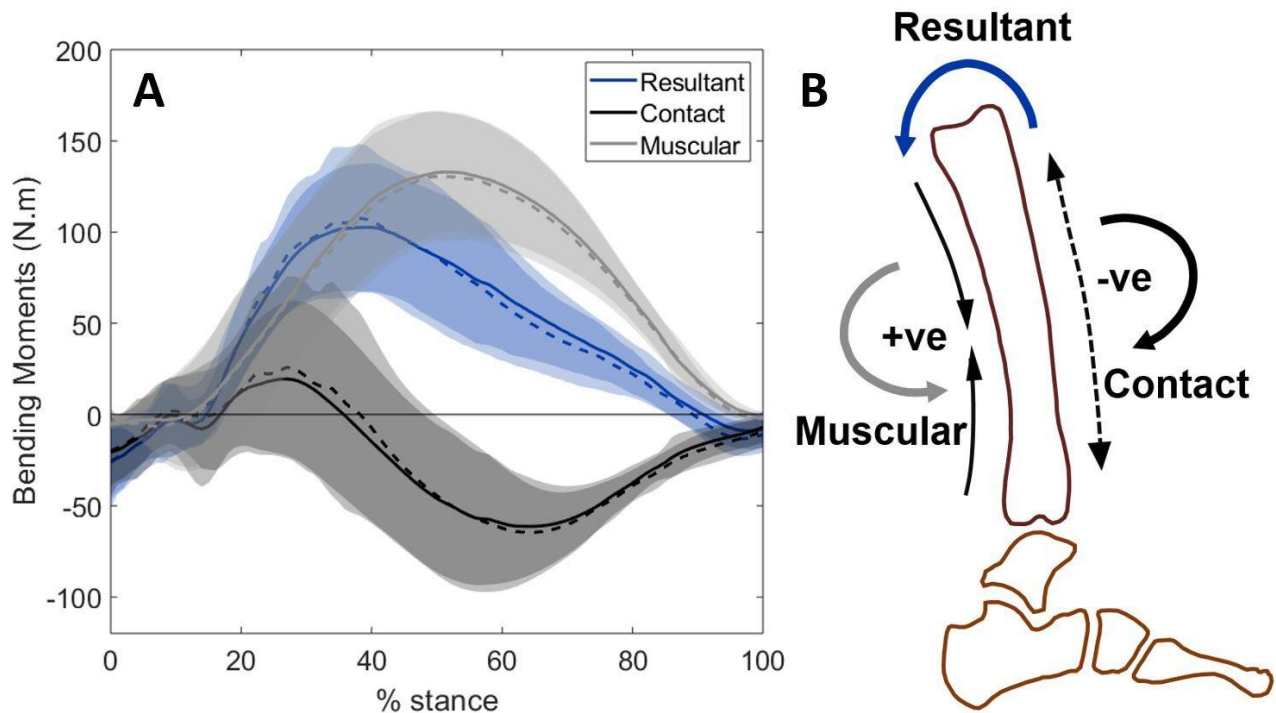 A
Bending Moments (N.m)
200
150
100
50
0
-50
-100
0 20 40 60 80 100
% stance
Resultant
Contact
Muscular
B
Resultant
+ve
Muscular
-ve
Contact